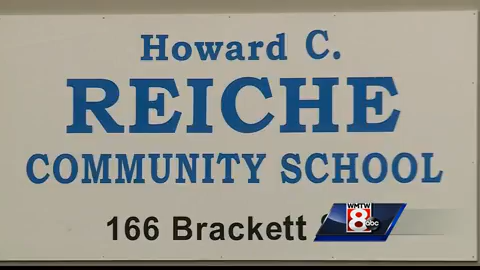 Howard C.
REICHE
COMMUNITY SCHOOL
166 Brackett
WMTW
8
abc